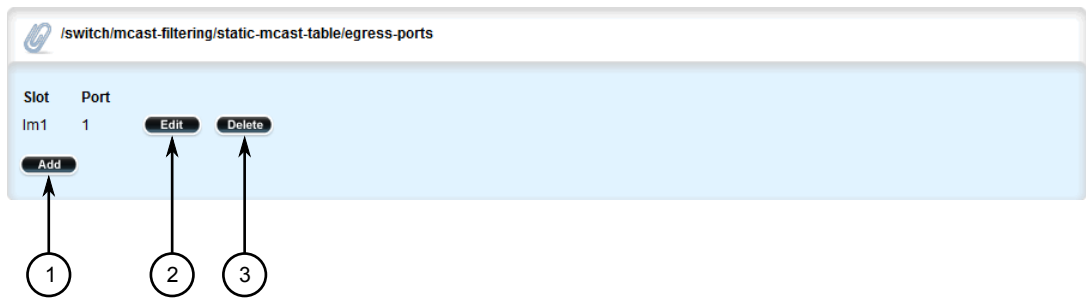 /switch/mcast-filtering/static-mcast-table/egress-ports
Slot Port
lm1 1 Edit Delete
Add
1 2 3